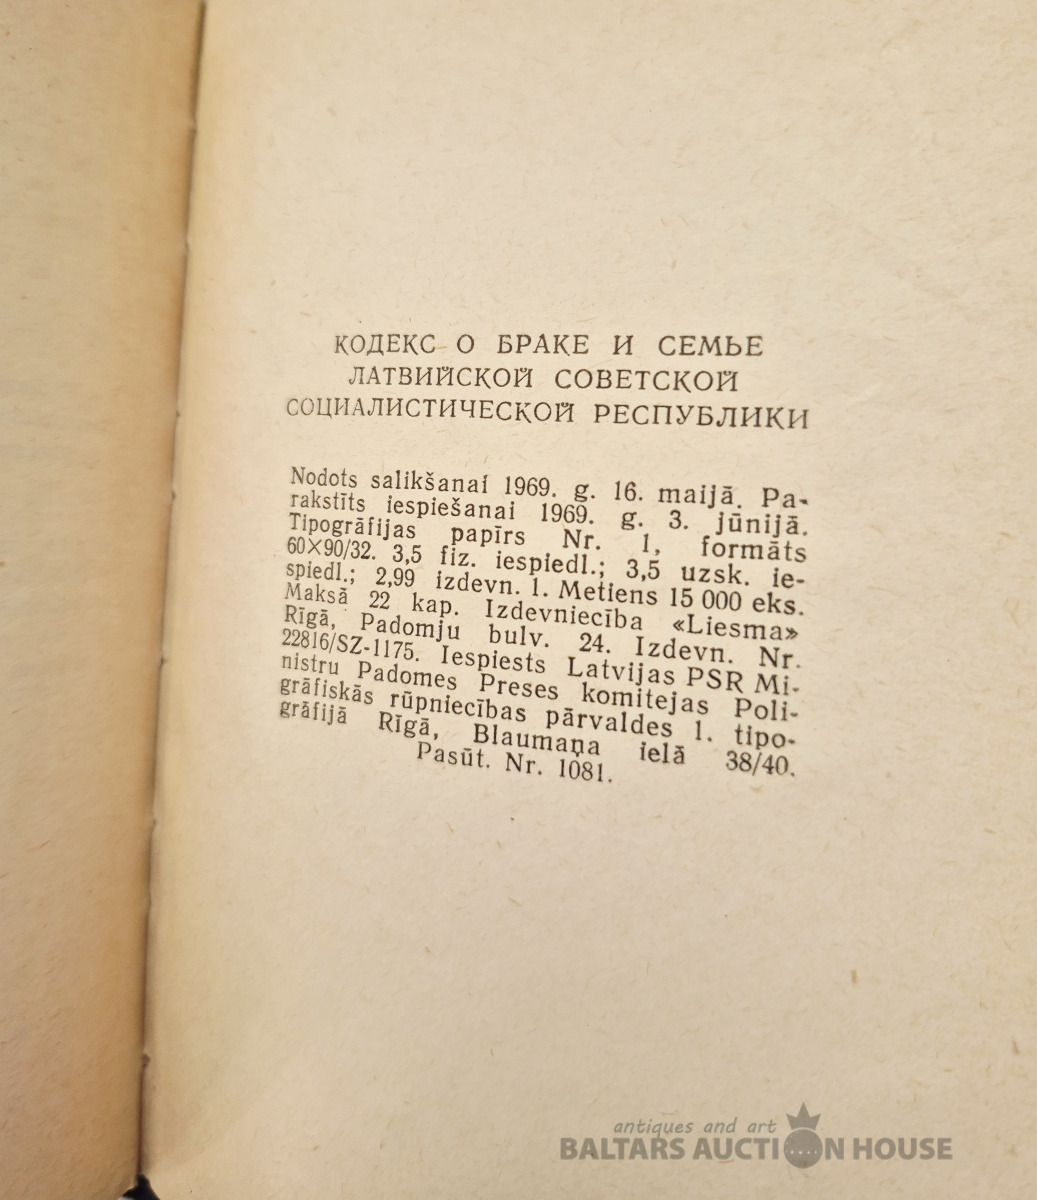 КОДЕКС О БРАКЕ И СЕМЬЕ
ЛАТВИЙСКОЙ СОВЕТСКОЙ
СОЦИАЛИСТИЧЕСКОЙ РЕСПУБЛИКИ
Nodots salikšanai 1969. g. 16. maijā. Pa-
rakstīts iespiešanai 1969. g. 3. jūnijā.
Tipogrāfijas papīrs Nr. 1, formāts
60×90/32. 3,5 fiz. iespiedl.; 3,5 uzsk. ie-
spiedl.; 2,99 izdevn. l. Metiens 15 000 eks.
Maksā 22 kap. Izdevniecība «Liesma»
Rīgā, Padomju bulv. 24. Izdevn. Nr.
22816/SZ-1175. Iespiests Latvijas PSR Mi-
nistru Padomes Preses komitejas Poli-
grāfiskās rūpniecības pārvaldes 1. tipo-
grāfijā Rīgā, Blaumaņa ielā 38/40.
Pasūt. Nr. 1081.
antiques and art
BALTARS AUCTION HOUSE